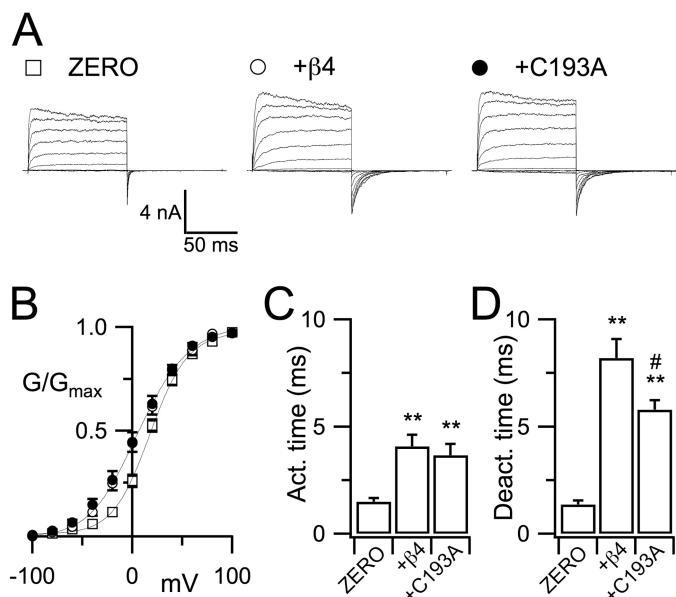 A
ZERO
+β4
+C193A
4 nA
50 ms
B
G/Gmax
1.0
0.5
-100
0
mV
100
C
Act. time (ms)
10
5
0
**
**
ZERO
+β4
+C193A
D
Deact. time (ms)
10
5
0
**
#
**
ZERO
+β4
+C193A